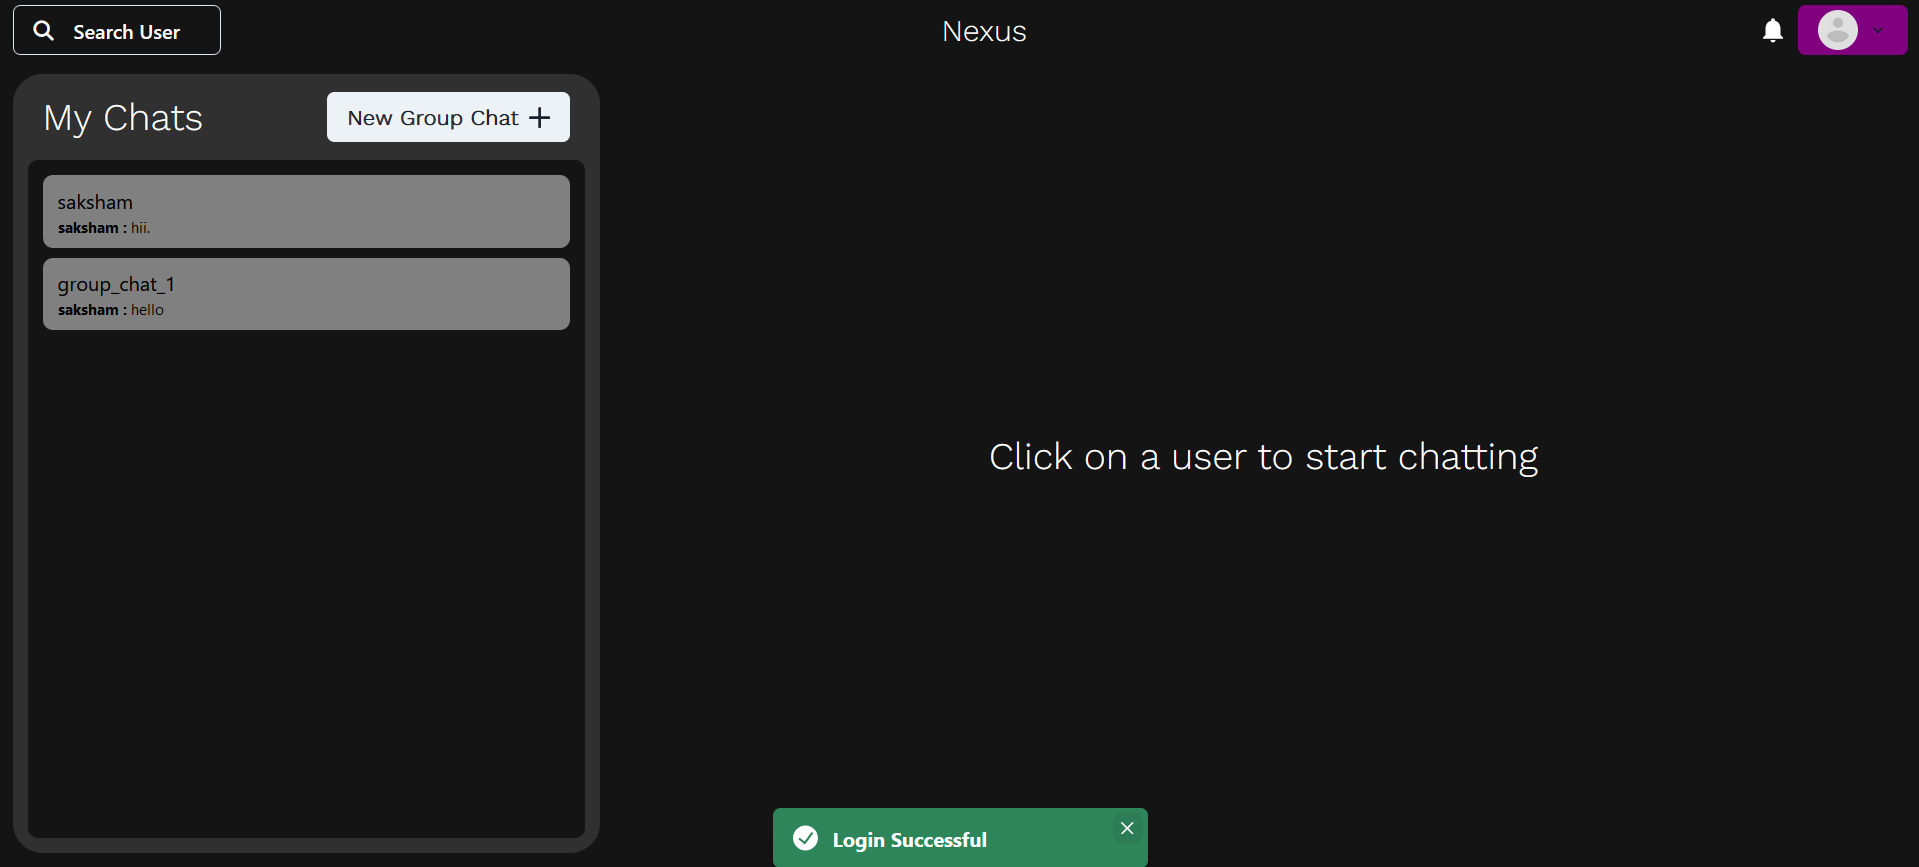 Search User
Nexus
My Chats
New Group Chat
saksham
saksham : hii.
group_chat_1
saksham : hello
Click on a user to start chatting
Login Successful